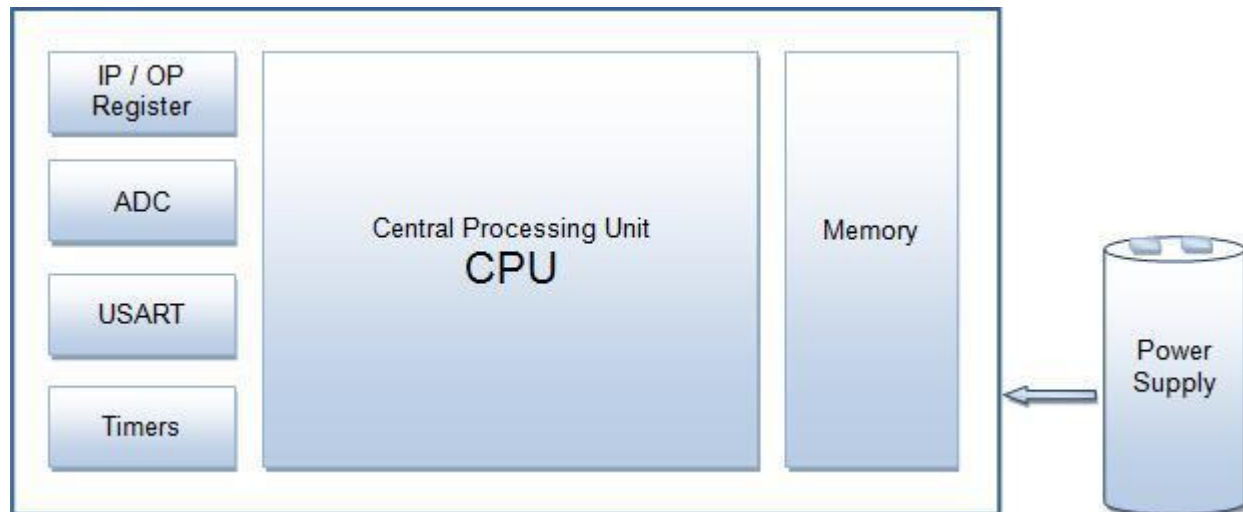 IP / OP
Register
ADC
USART
Timers
Central Processing Unit
CPU
Memory
Power
Supply